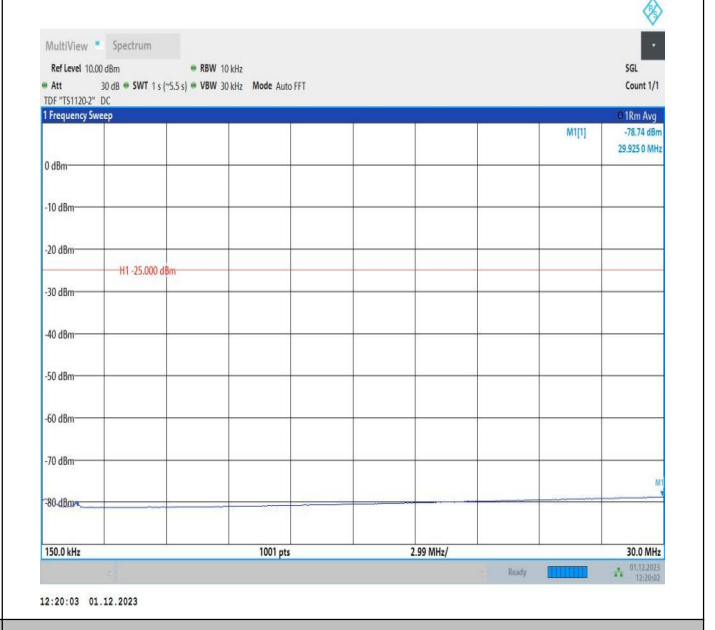 MultiView Spectrum
Ref Level 10.00 dBm RBW 10 kHz SGL
Att 30 dB SWT 1 s (~5.5 s) VBW 30 kHz Mode Auto FFT Count 1/1
TDF "TS1120-2" DC
1 Frequency Sweep 1Rm Avg
M1[1] -78.74 dBm
29.925 0 MHz
0 dBm
-10 dBm
-20 dBm
H1 -25.000 dBm
-30 dBm
-40 dBm
-50 dBm
-60 dBm
-70 dBm
M1
-80 dBm
150.0 kHz 1001 pts 2.99 MHz/ 30.0 MHz
Ready 01.12.2023
12:20:02
12:20:03 01.12.2023